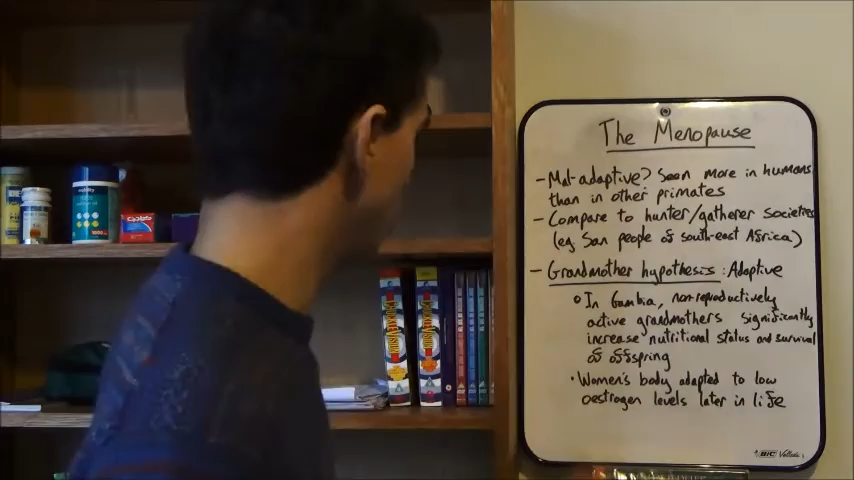 The Menopause
- Mal-adaptive? Seen more in humans
than in other primates
- Compare to hunter/gatherer societies
(eg. San people of south-east Africa)
- Grandmother hypothesis: Adaptive
o In Gambia, non-reproductively
active grandmothers significantly
increase nutritional status and survival
of offspring
• Women's body adapted to low
oestrogen levels later in life
BIC Velleda